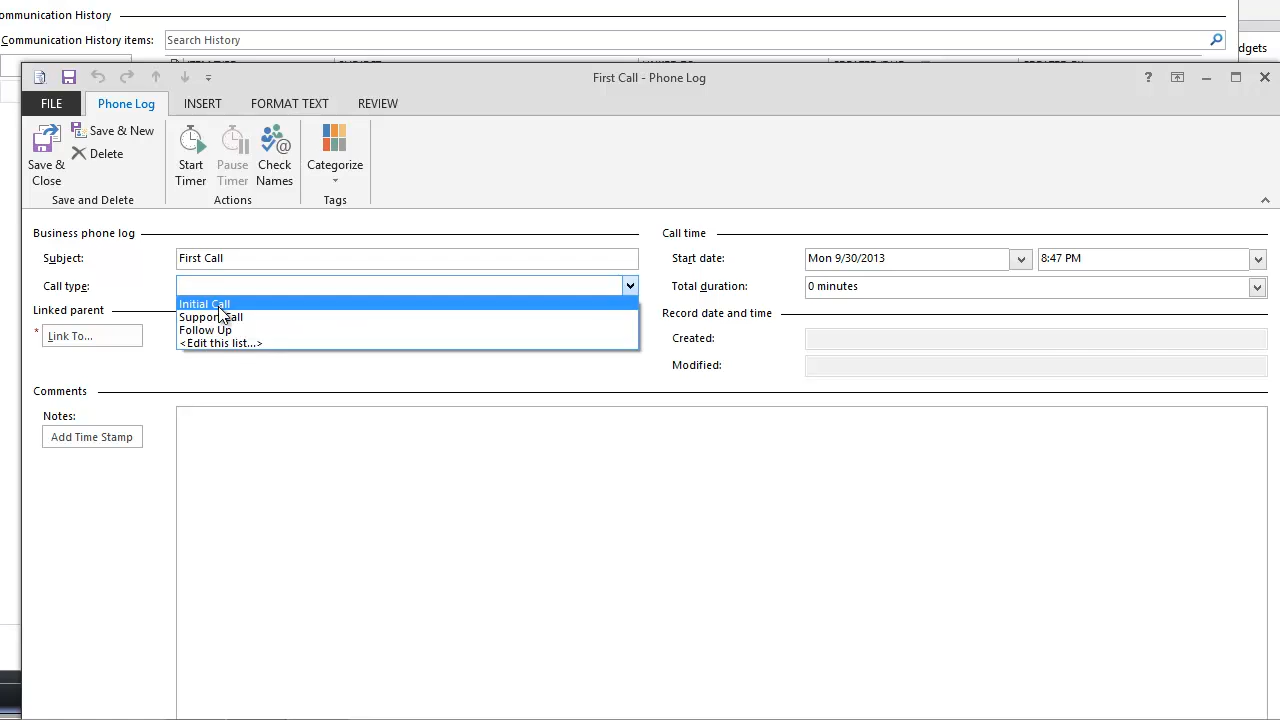 ommunication History
Communication History items:
Search History
dgets
First Call - Phone Log
?
FILE
Phone Log
INSERT
FORMAT TEXT
REVIEW
Save & Close
Save & New
Delete
Start Timer
Pause Timer
Check Names
Categorize
Save and Delete
Actions
Tags
Business phone log
Subject:
First Call
Call type:
Initial Call
Support Call
Follow Up
<Edit this list...>
Linked parent
* Link To...
Call time
Start date:
Mon 9/30/2013
8:47 PM
Total duration:
0 minutes
Record date and time
Created:
Modified:
Comments
Notes:
Add Time Stamp